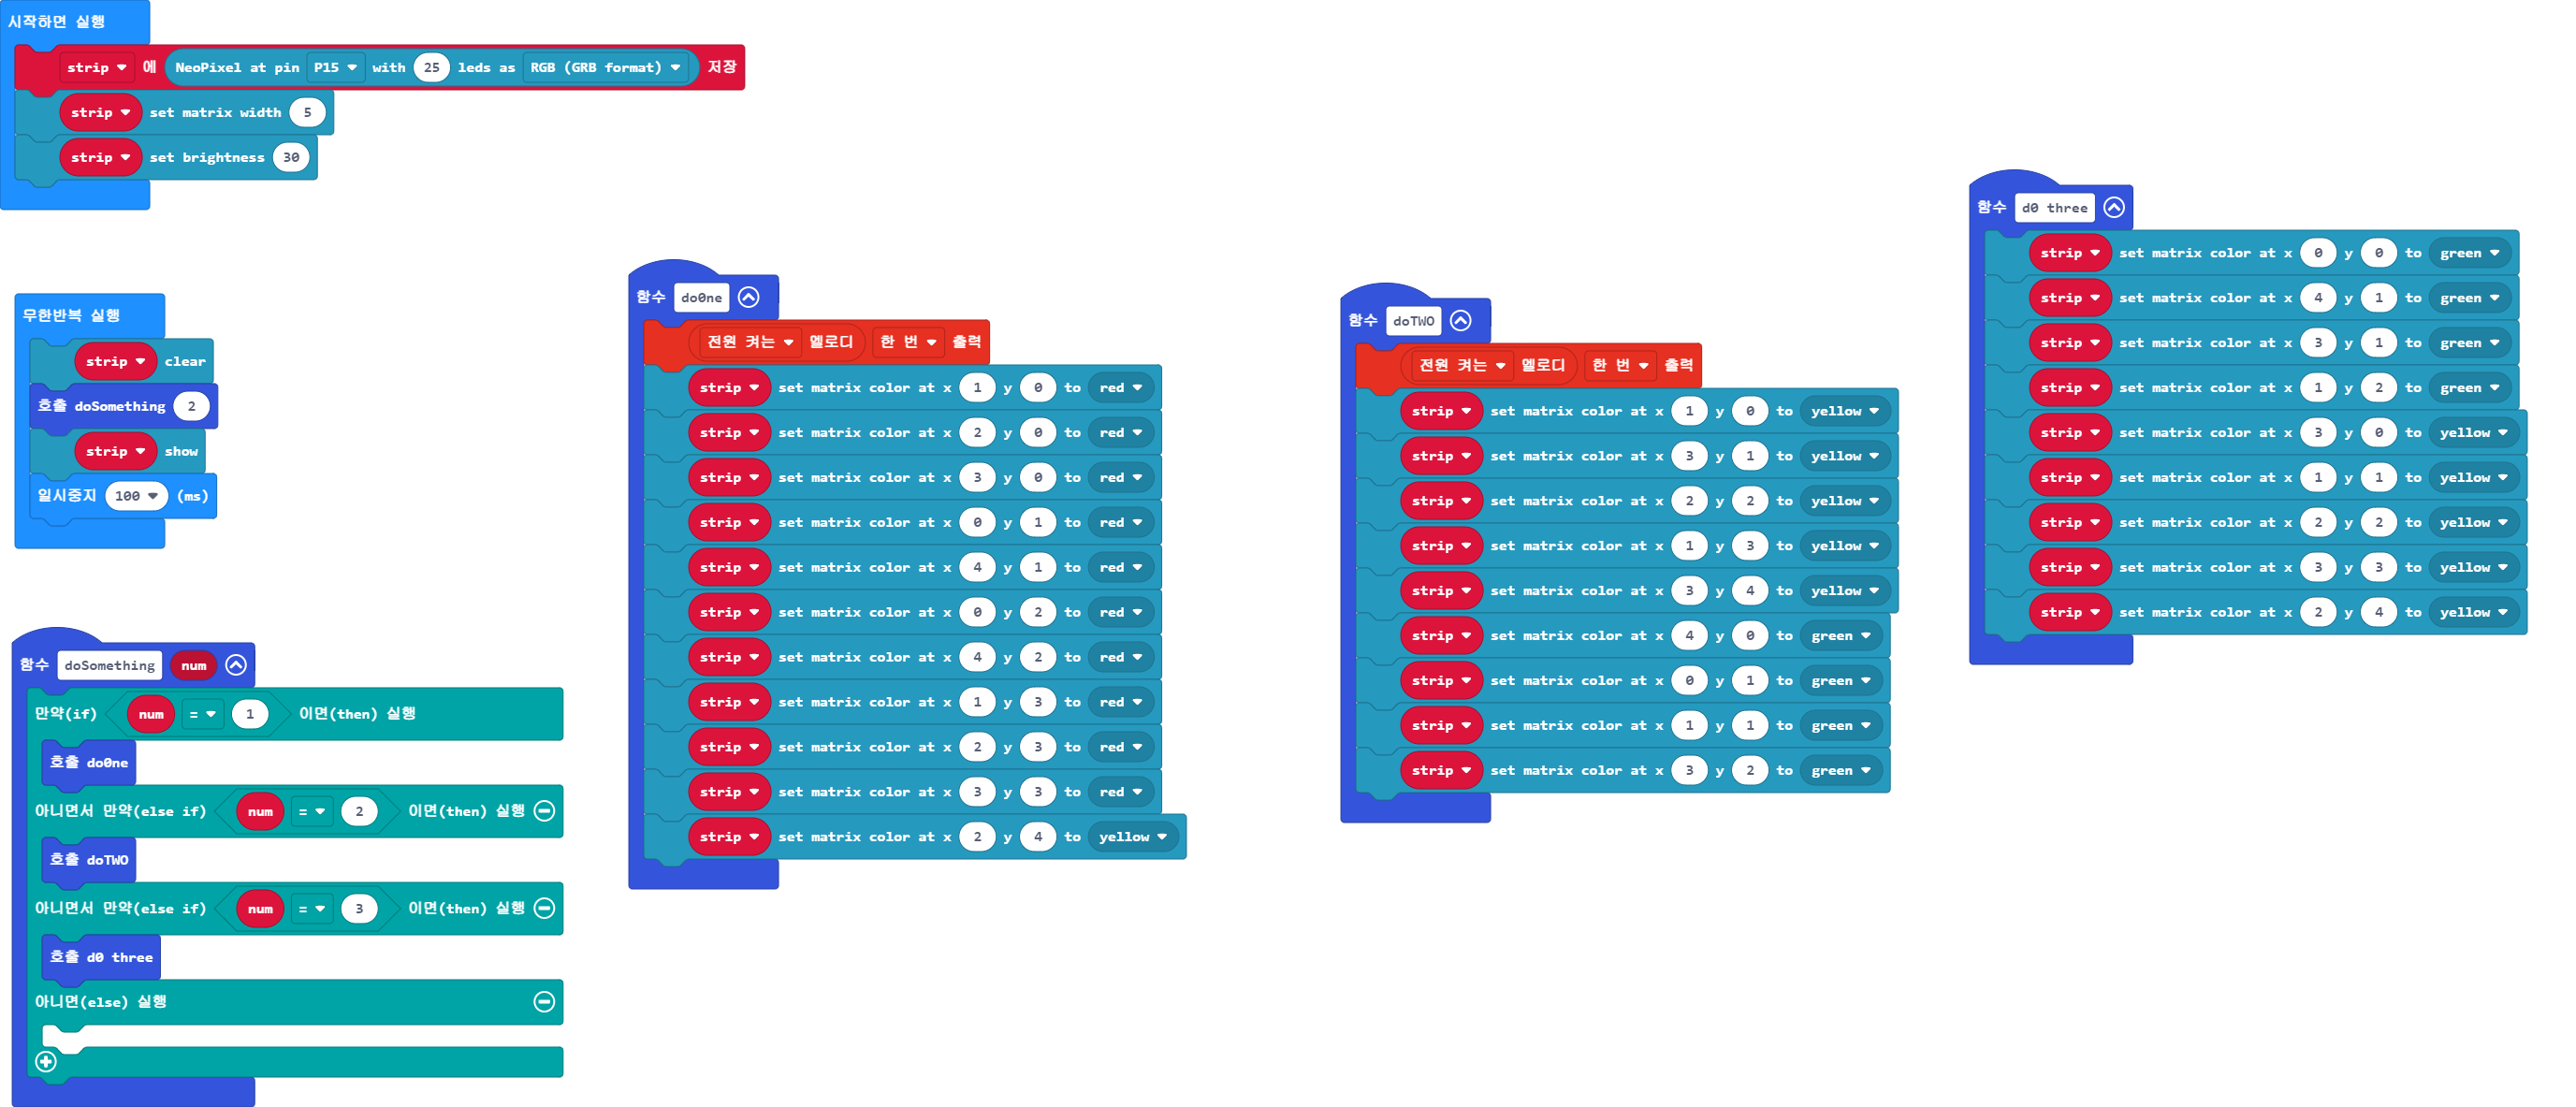 시작하면 실행
strip 에 NeoPixel at pin P15 with 25 leds as RGB (GRB format) 저장
strip set matrix width 5
strip set brightness 30
무한반복 실행
strip clear
호출 doSomething 2
strip show
일시중지 100 (ms)
함수 doSomething num
만약(if) num = 1 이면(then) 실행
호출 doOne
아니면서 만약(else if) num = 2 이면(then) 실행
호출 doTWO
아니면서 만약(else if) num = 3 이면(then) 실행
호출 d0 three
아니면(else) 실행
함수 doOne
전원 켜는 멜로디 한 번 출력
strip set matrix color at x 1 y 0 to red
strip set matrix color at x 2 y 0 to red
strip set matrix color at x 3 y 0 to red
strip set matrix color at x 0 y 1 to red
strip set matrix color at x 4 y 1 to red
strip set matrix color at x 0 y 2 to red
strip set matrix color at x 4 y 2 to red
strip set matrix color at x 1 y 3 to red
strip set matrix color at x 2 y 3 to red
strip set matrix color at x 3 y 3 to red
strip set matrix color at x 2 y 4 to yellow
함수 doTWO
전원 켜는 멜로디 한 번 출력
strip set matrix color at x 1 y 0 to yellow
strip set matrix color at x 3 y 1 to yellow
strip set matrix color at x 2 y 2 to yellow
strip set matrix color at x 1 y 3 to yellow
strip set matrix color at x 3 y 4 to yellow
strip set matrix color at x 4 y 0 to green
strip set matrix color at x 0 y 1 to green
strip set matrix color at x 1 y 1 to green
strip set matrix color at x 3 y 2 to green
함수 d0 three
strip set matrix color at x 0 y 0 to green
strip set matrix color at x 4 y 1 to green
strip set matrix color at x 3 y 1 to green
strip set matrix color at x 1 y 2 to green
strip set matrix color at x 3 y 0 to yellow
strip set matrix color at x 1 y 1 to yellow
strip set matrix color at x 2 y 2 to yellow
strip set matrix color at x 3 y 3 to yellow
strip set matrix color at x 2 y 4 to yellow